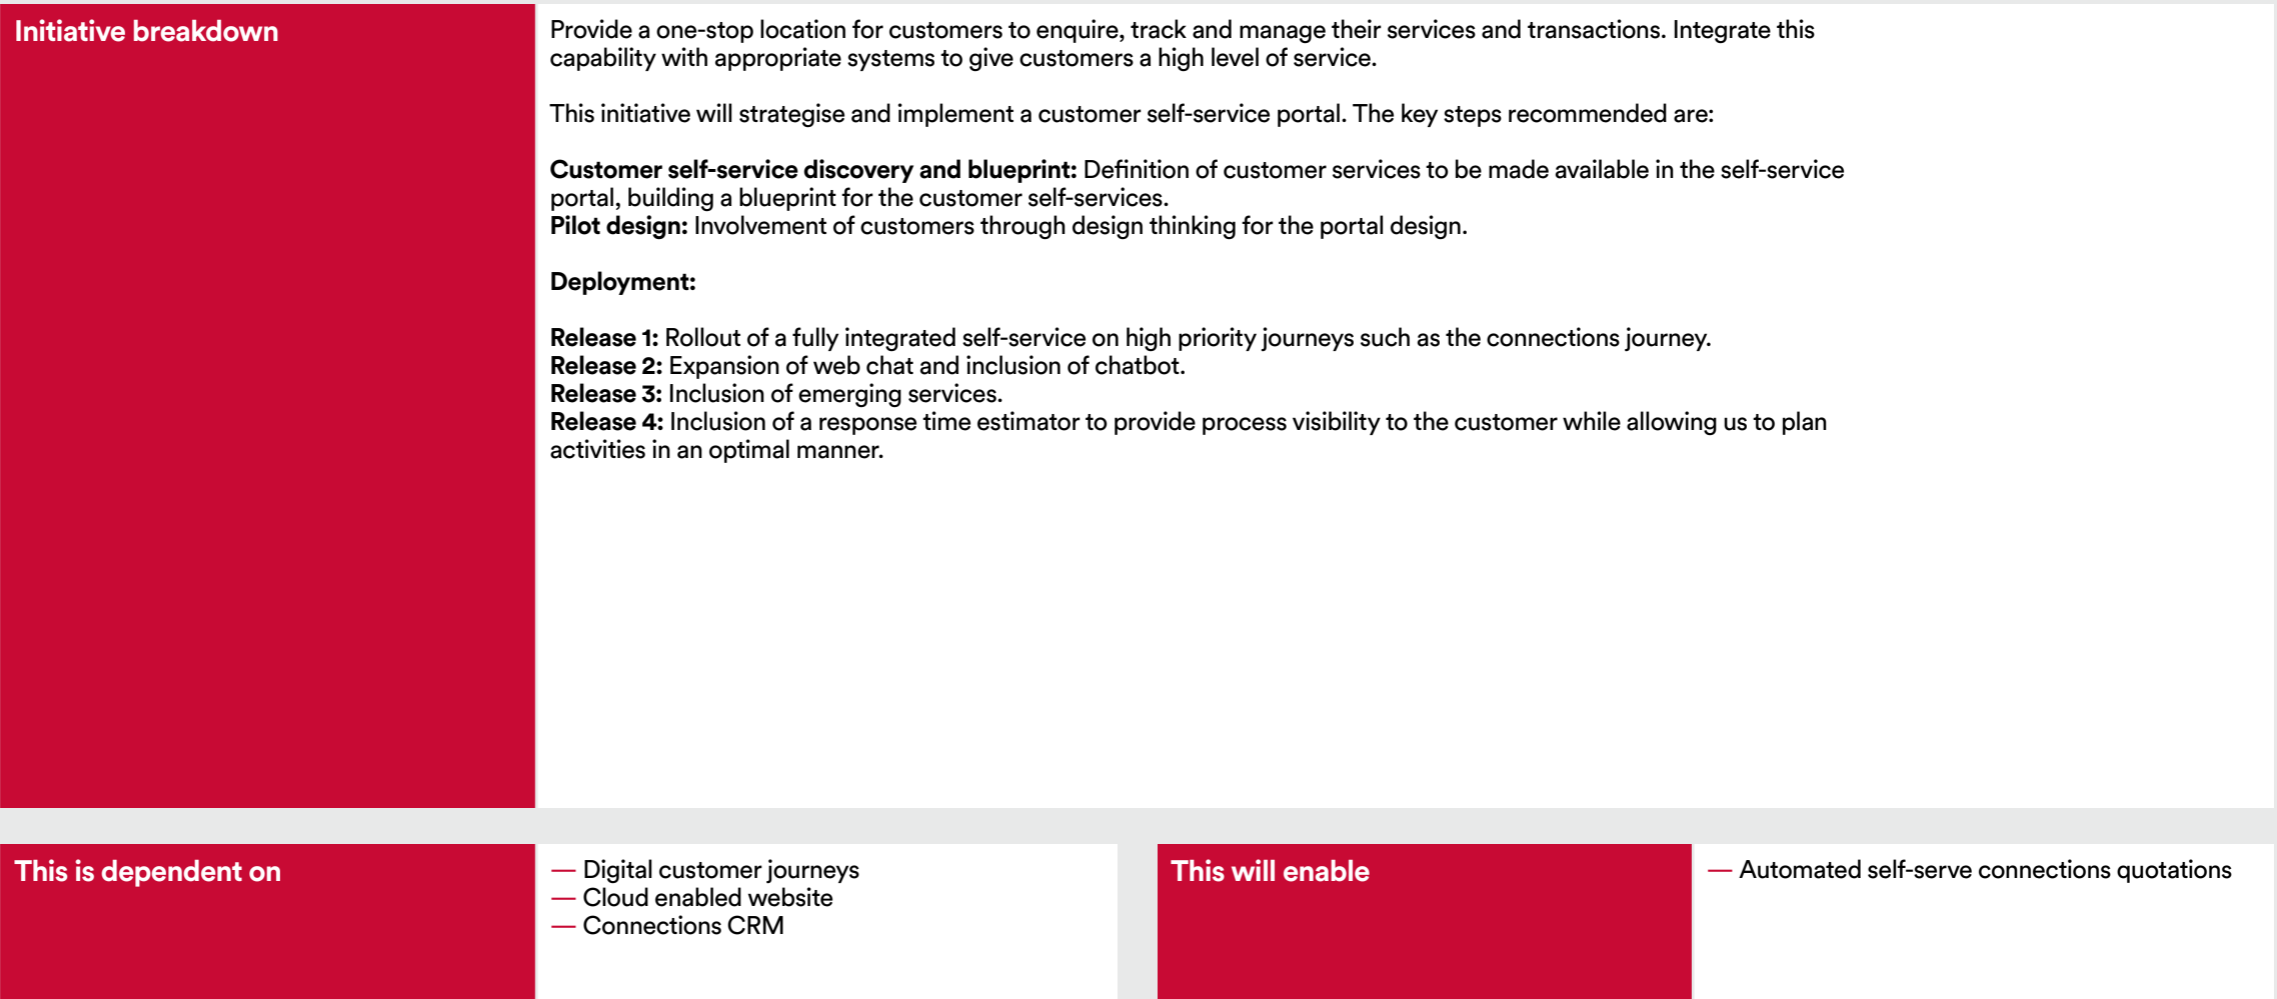 Initiative breakdown
Provide a one-stop location for customers to enquire, track and manage their services and transactions. Integrate this
capability with appropriate systems to give customers a high level of service.
This initiative will strategise and implement a customer self-service portal. The key steps recommended are:
Customer self-service discovery and blueprint: Definition of customer services to be made available in the self-service
portal, building a blueprint for the customer self-services.
Pilot design: Involvement of customers through design thinking for the portal design.
Deployment:
Release 1: Rollout of a fully integrated self-service on high priority journeys such as the connections journey.
Release 2: Expansion of web chat and inclusion of chatbot.
Release 3: Inclusion of emerging services.
Release 4: Inclusion of a response time estimator to provide process visibility to the customer while allowing us to plan
activities in an optimal manner.
This is dependent on
— Digital customer journeys
— Cloud enabled website
— Connections CRM
This will enable
— Automated self-serve connections quotations